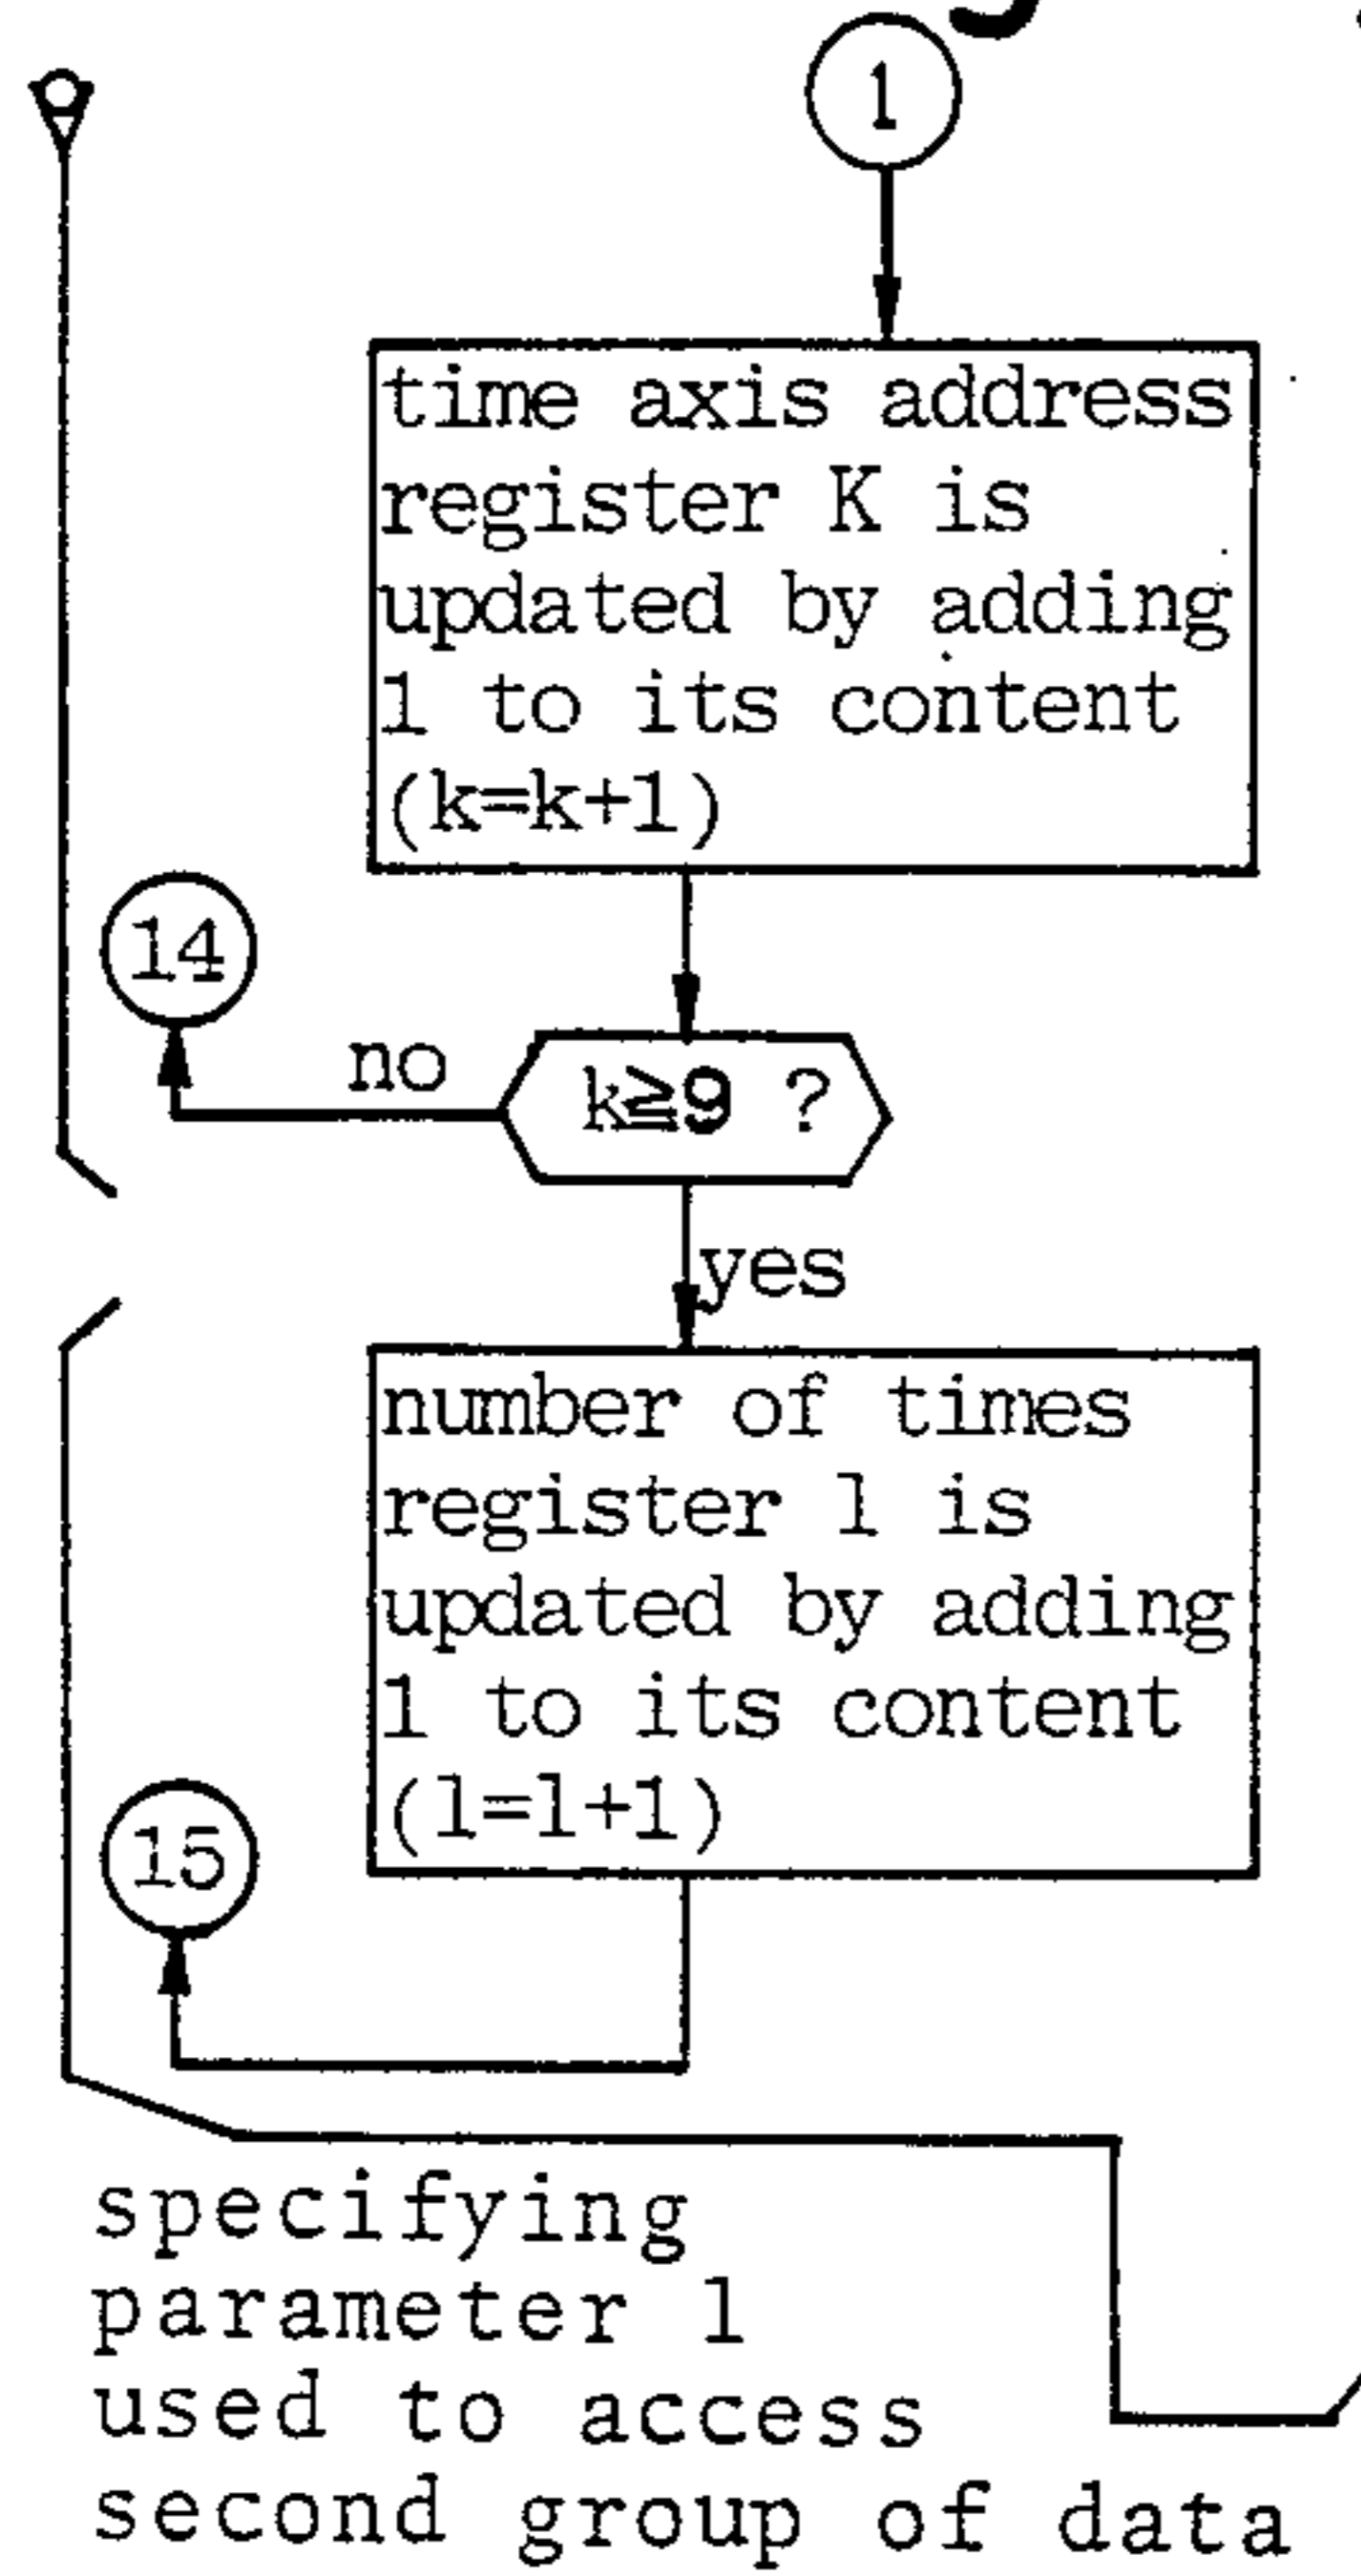 1
time axis address
register K is
updated by adding
1 to its content
(k=k+1)
14
no
k≧9 ?
yes
number of times
register l is
updated by adding
1 to its content
(l=l+1)
15
specifying
parameter l
used to access
second group of data